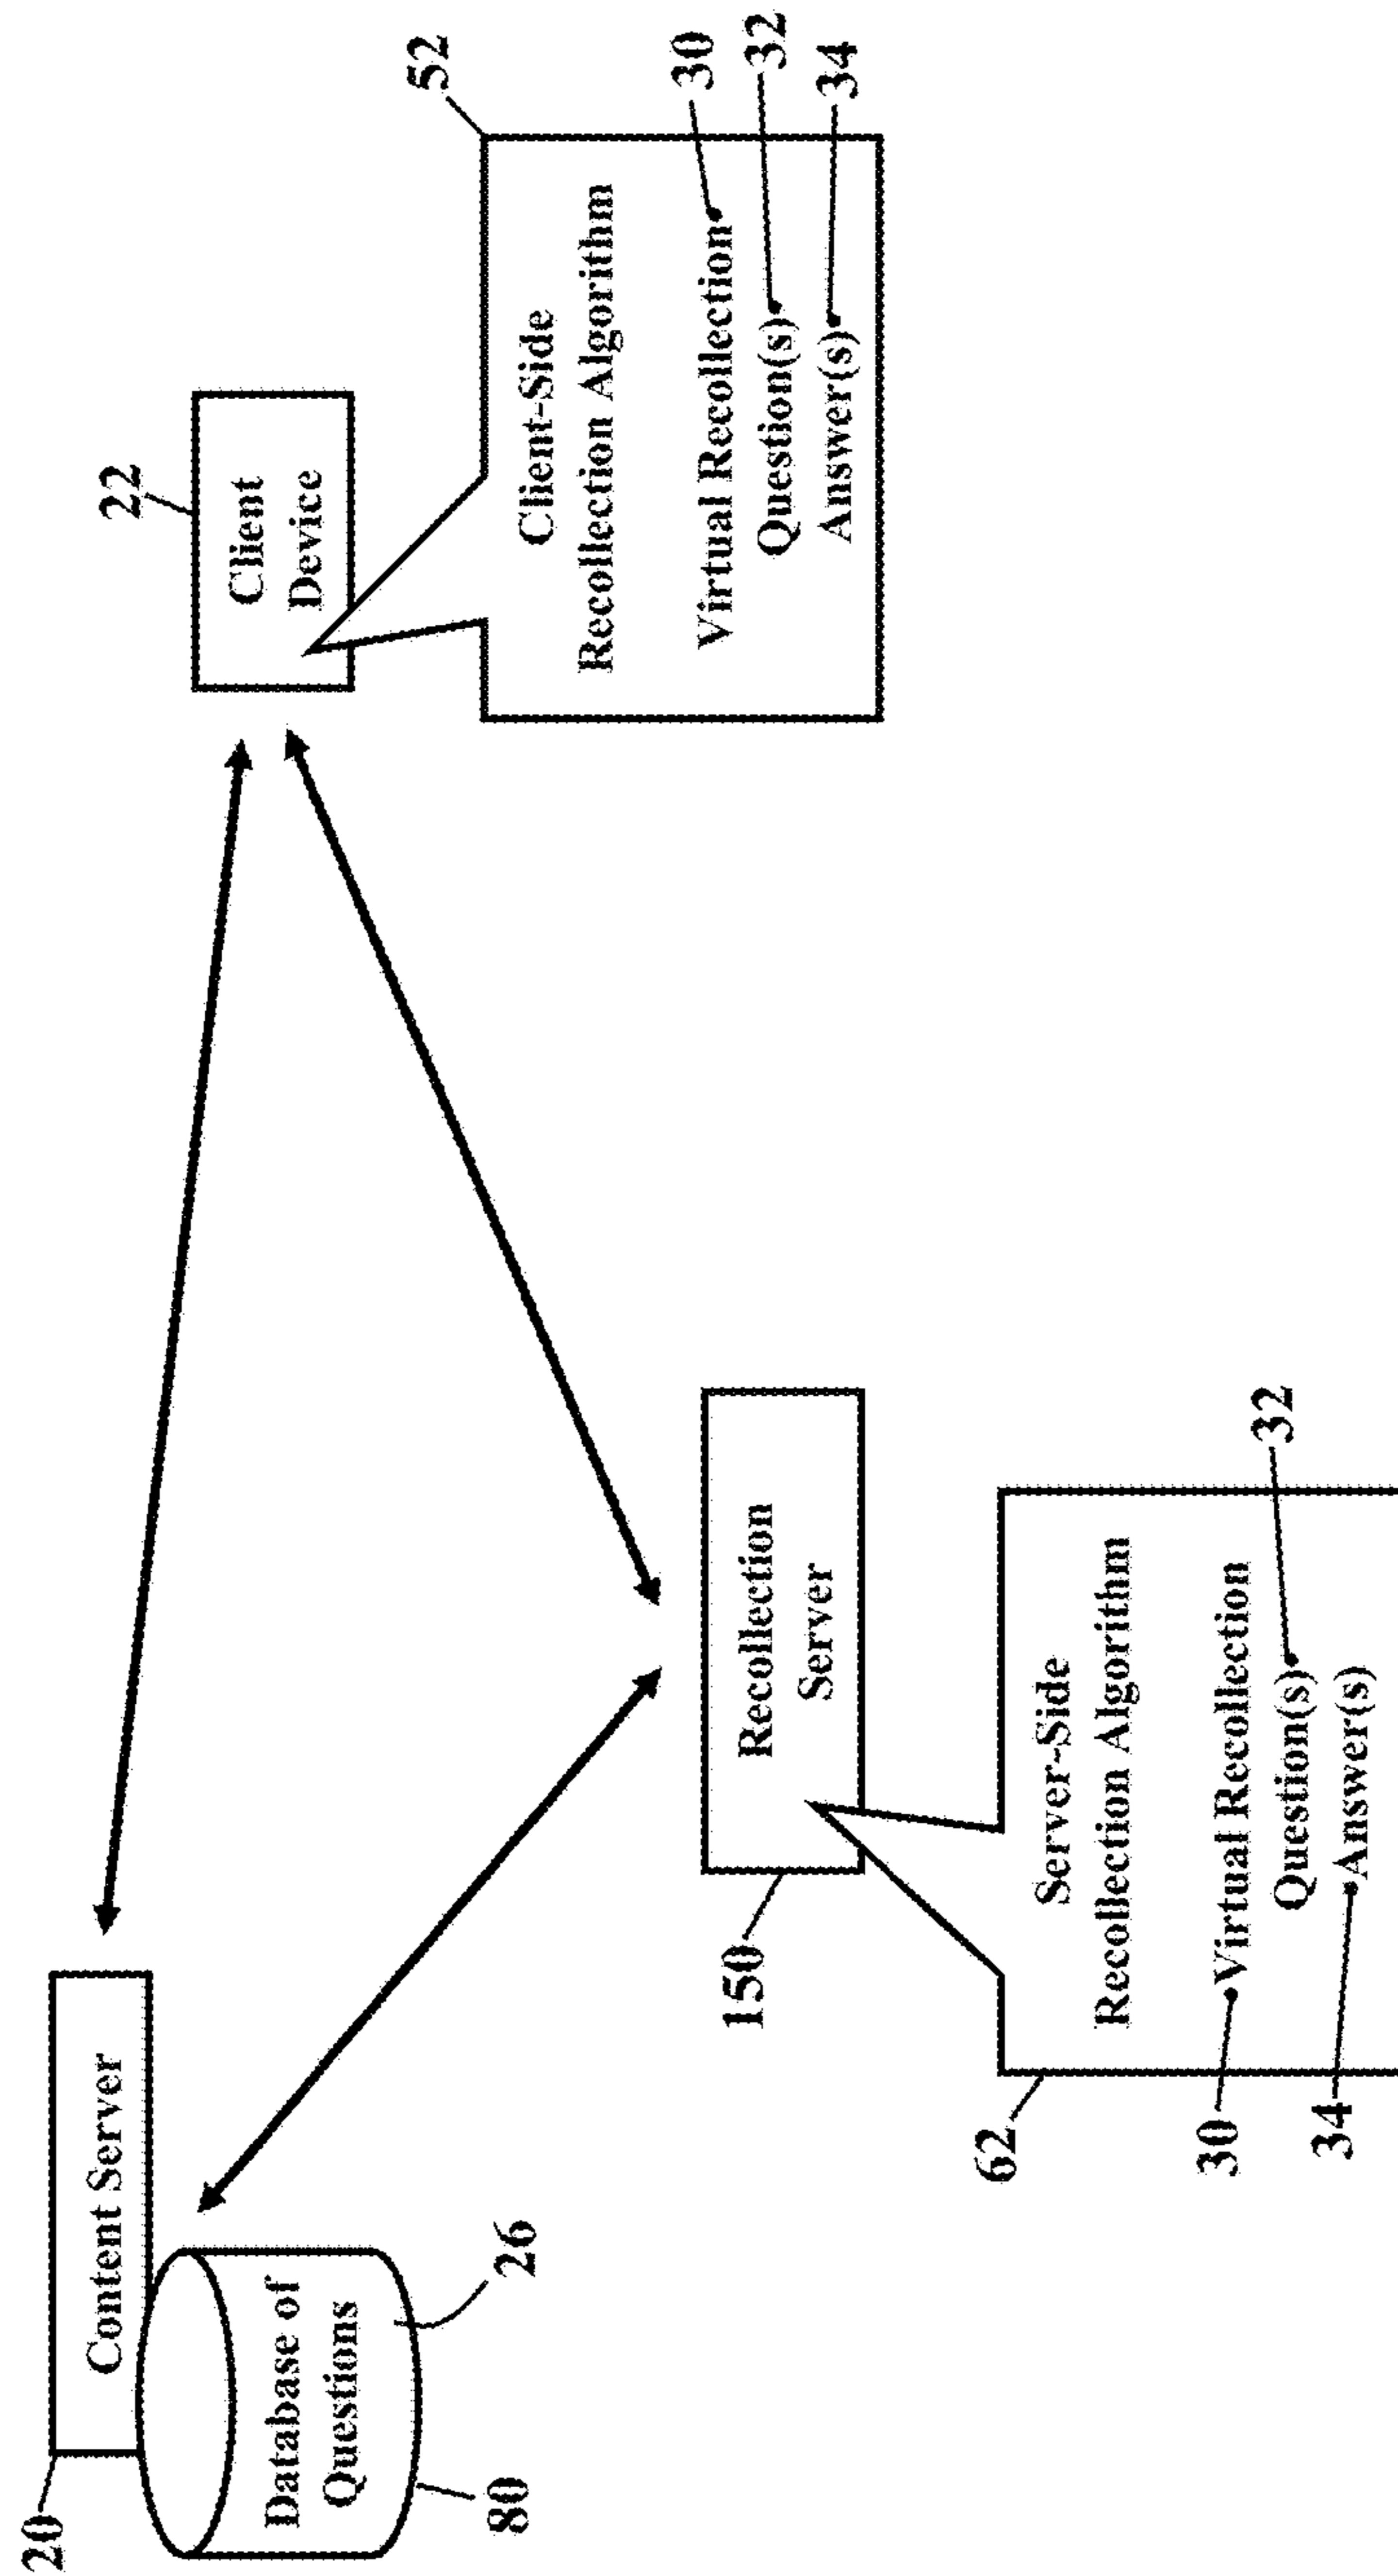 20
Content Server
Database of
Questions
26
80
22
Client
Device
52
Client-Side
Recollection Algorithm
Virtual Recollection
30
Question(s)
32
Answer(s)
34
150
Recollection
Server
62
Server-Side
Recollection Algorithm
30
Virtual Recollection
Question(s)
32
34
Answer(s)